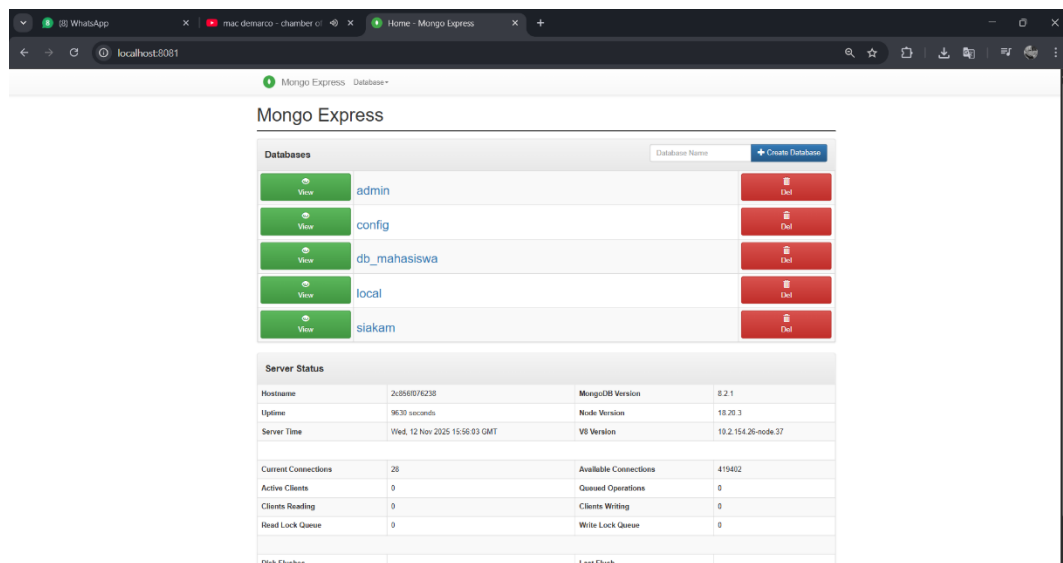 (8) WhatsApp
mac demarco - chamber of
Home - Mongo Express
localhost:8081
Mongo Express Database
Mongo Express
Databases
Database Name
Create Database
View admin Del
View config Del
View db_mahasiswa Del
View local Del
View siakam Del
Server Status
Hostname 2c856f076238 MongoDB Version 8.2.1
Uptime 9630 seconds Node Version 18.20.3
Server Time Wed, 12 Nov 2025 15:56:03 GMT V8 Version 10.2.154.26-node.37
Current Connections 28 Available Connections 419402
Active Clients 0 Queued Operations 0
Clients Reading 0 Clients Writing 0
Read Lock Queue 0 Write Lock Queue 0
Disk Flushes Last Flush